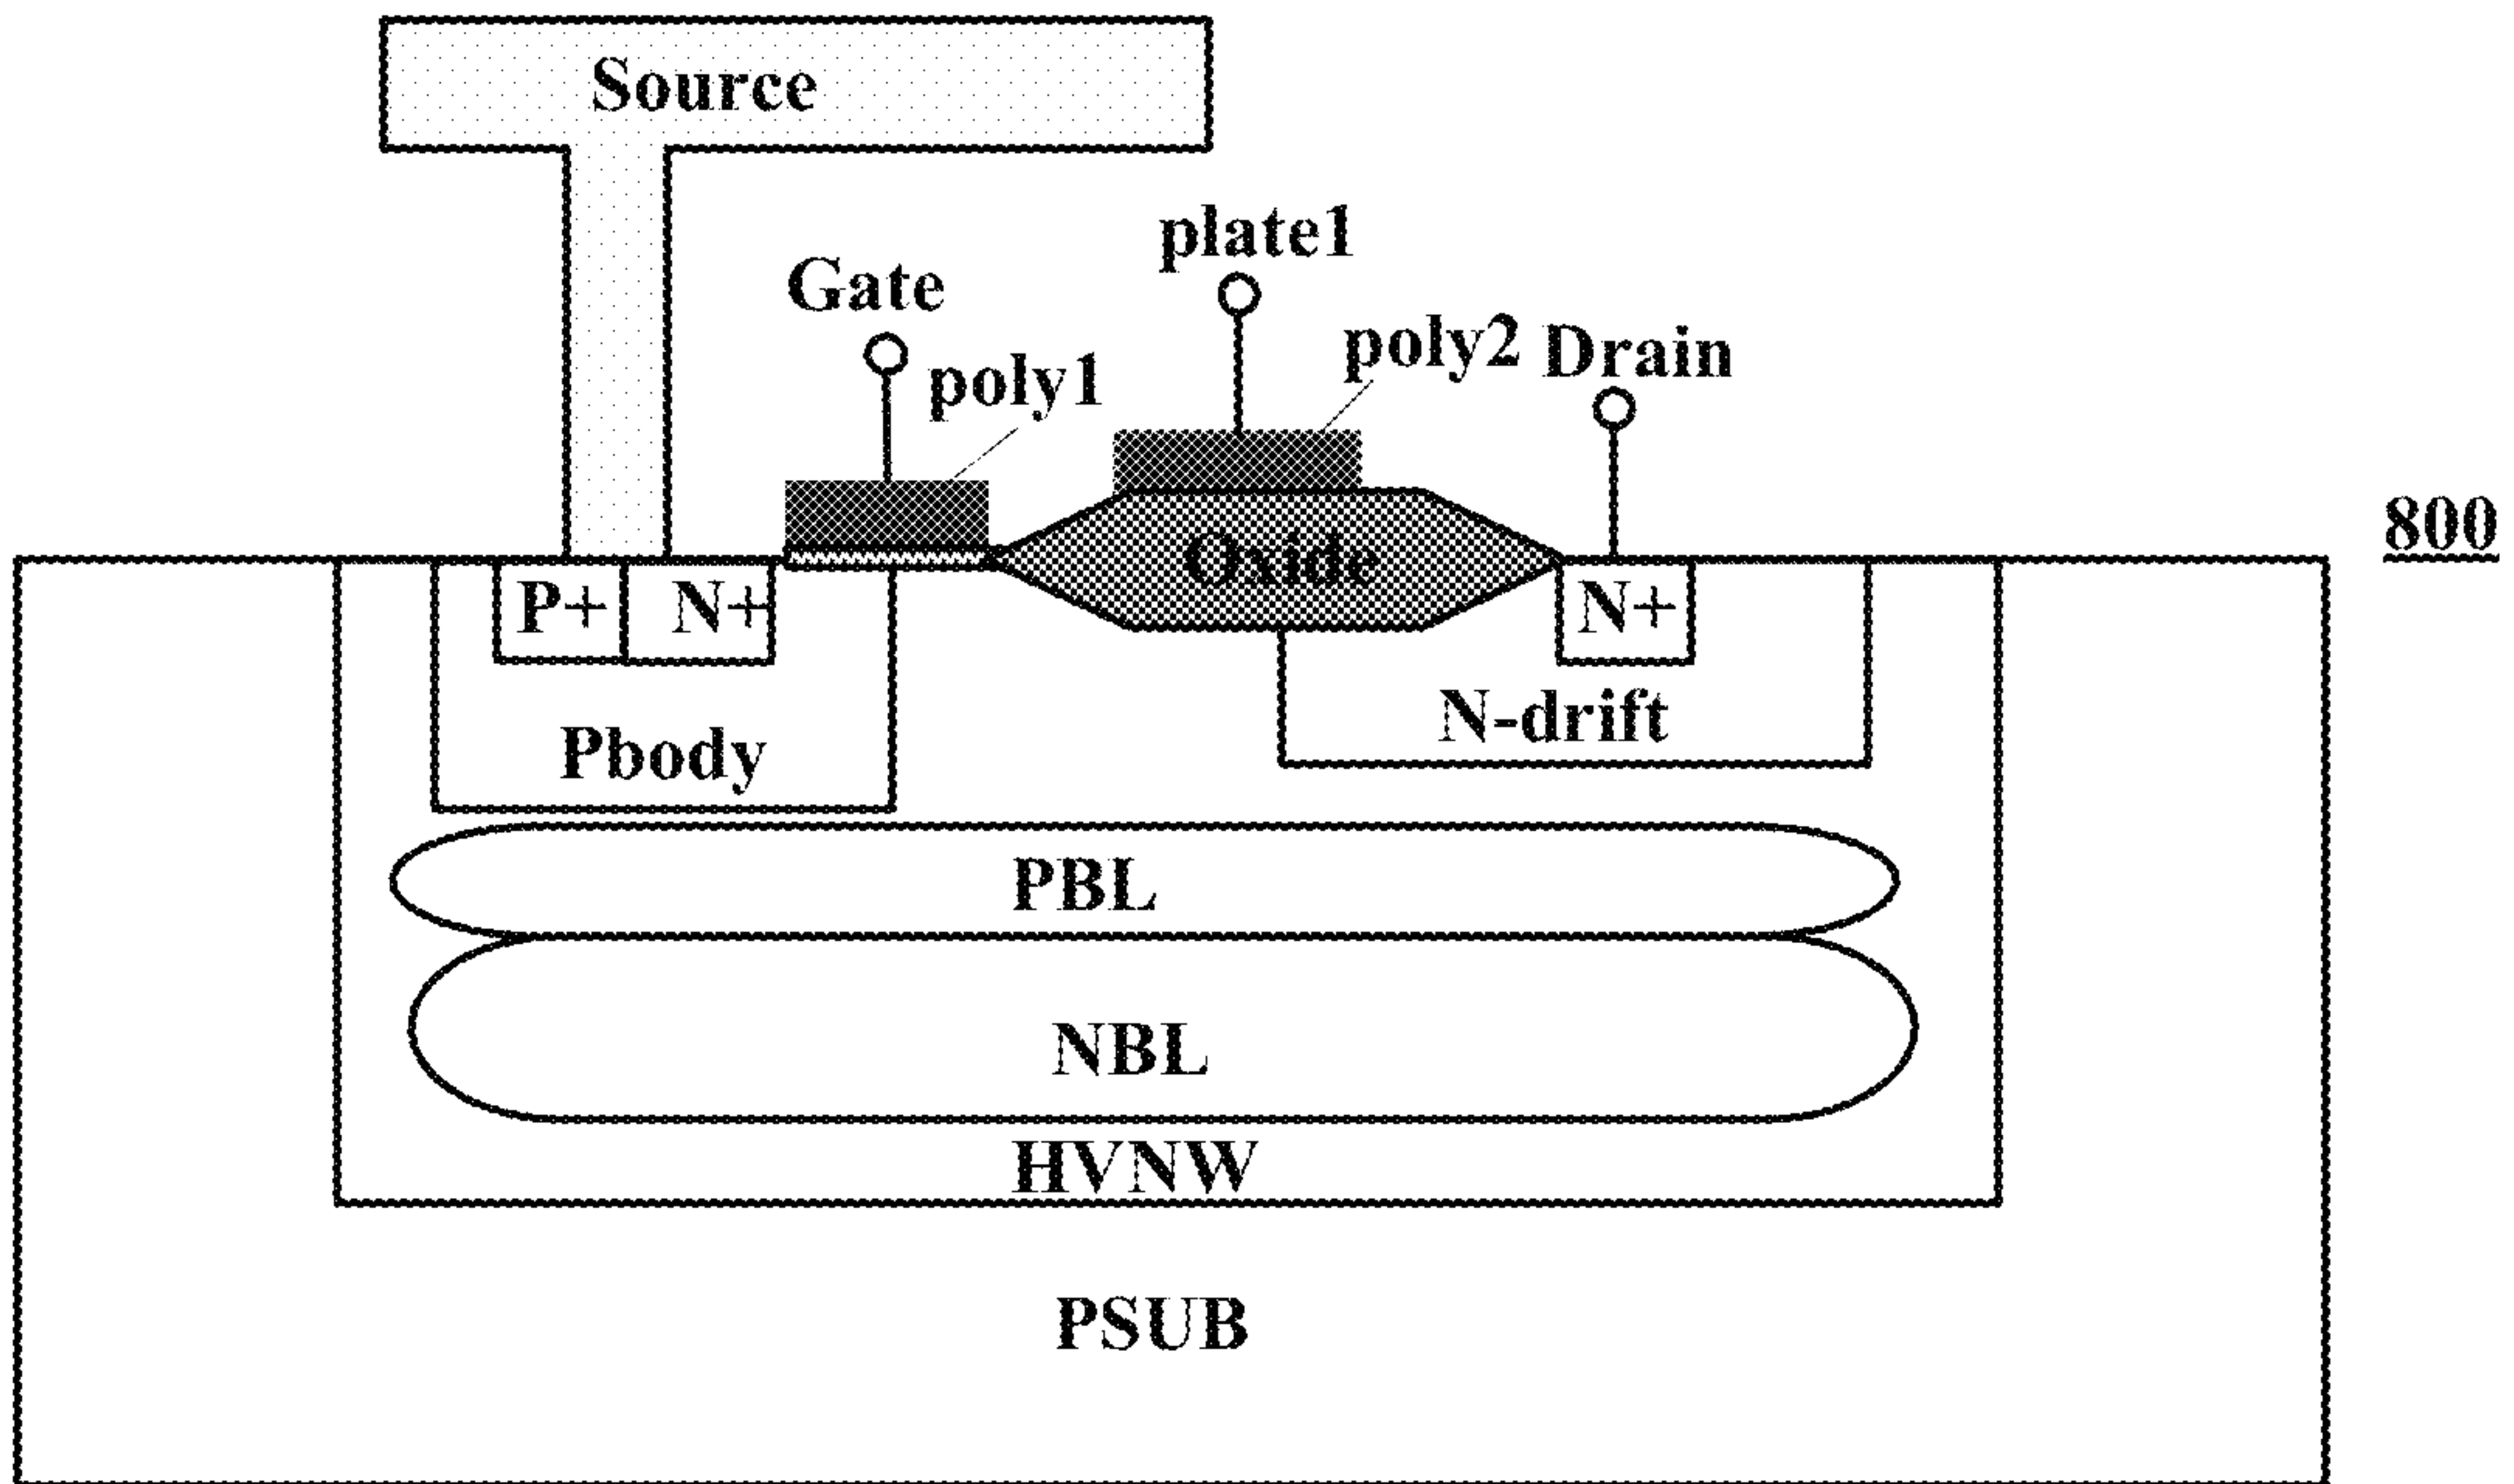 Source
plate1
Gate
poly2 Drain
poly1
800
Oxide
P+ N+ N+
N-drift
Pbody
PBL
NBL
HVNW
PSUB